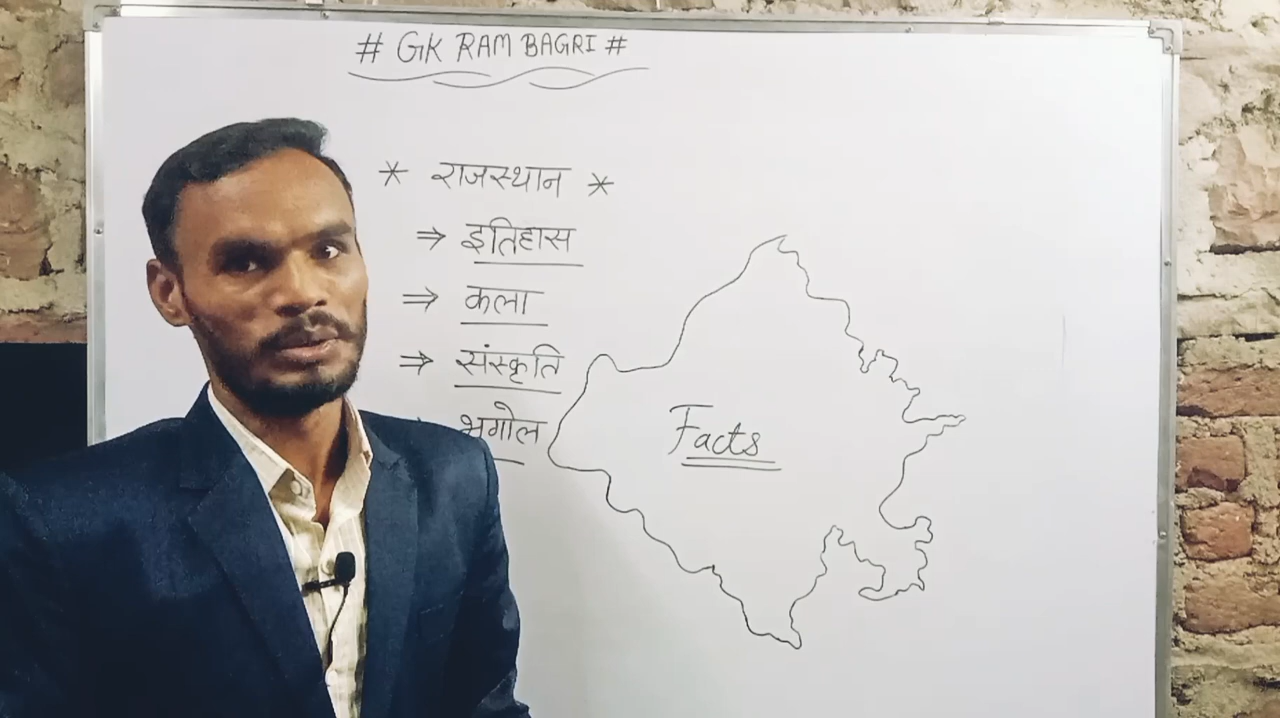 # GK RAM BAGRI #
* राजस्थान *
⇒ इतिहास
⇒ कला
⇒ संस्कृति
भूगोल
Facts